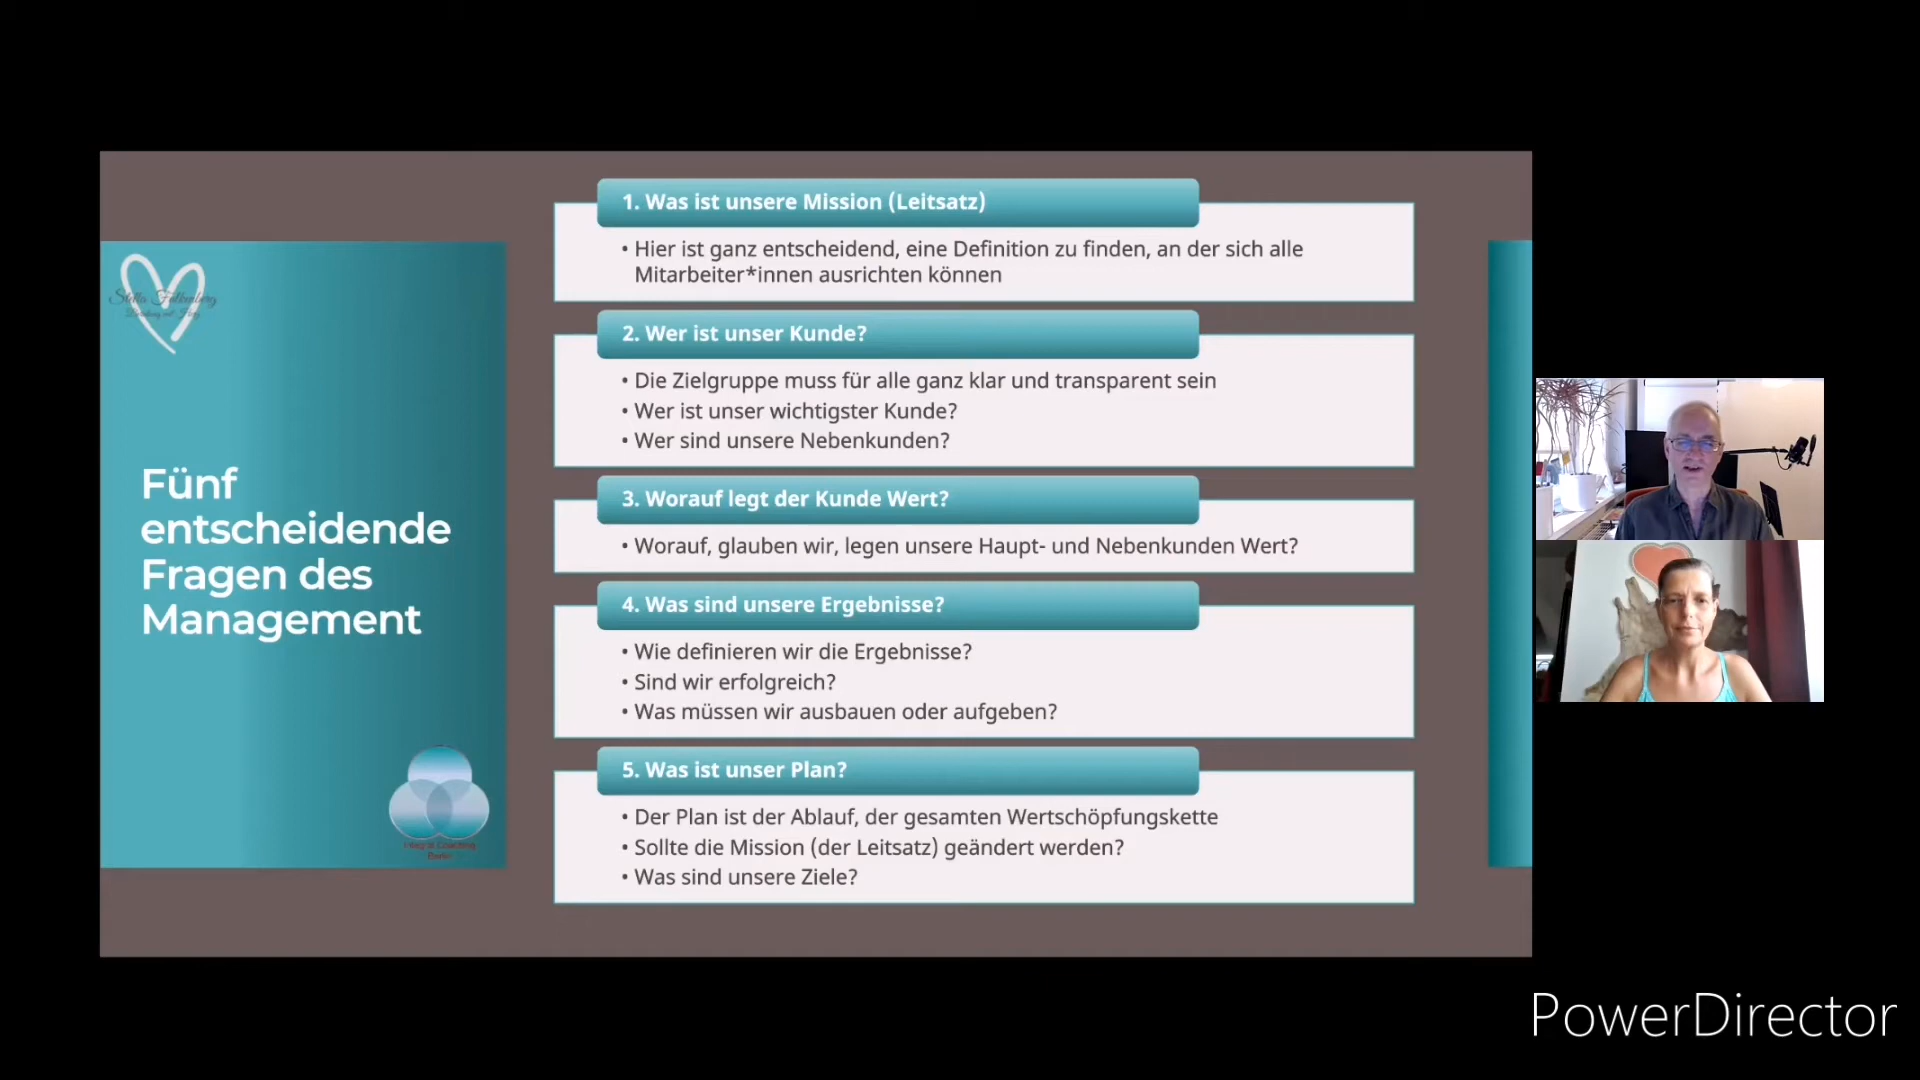 Stella Falkenberg
Fünf
entscheidende
Fragen des
Management
Berlin
1. Was ist unsere Mission (Leitsatz)
• Hier ist ganz entscheidend, eine Definition zu finden, an der sich alle
Mitarbeiter*innen ausrichten können
2. Wer ist unser Kunde?
• Die Zielgruppe muss für alle ganz klar und transparent sein
• Wer ist unser wichtigster Kunde?
• Wer sind unsere Nebenkunden?
3. Worauf legt der Kunde Wert?
• Worauf, glauben wir, legen unsere Haupt- und Nebenkunden Wert?
4. Was sind unsere Ergebnisse?
• Wie definieren wir die Ergebnisse?
• Sind wir erfolgreich?
• Was müssen wir ausbauen oder aufgeben?
5. Was ist unser Plan?
• Der Plan ist der Ablauf, der gesamten Wertschöpfungskette
• Sollte die Mission (der Leitsatz) geändert werden?
• Was sind unsere Ziele?
PowerDirector